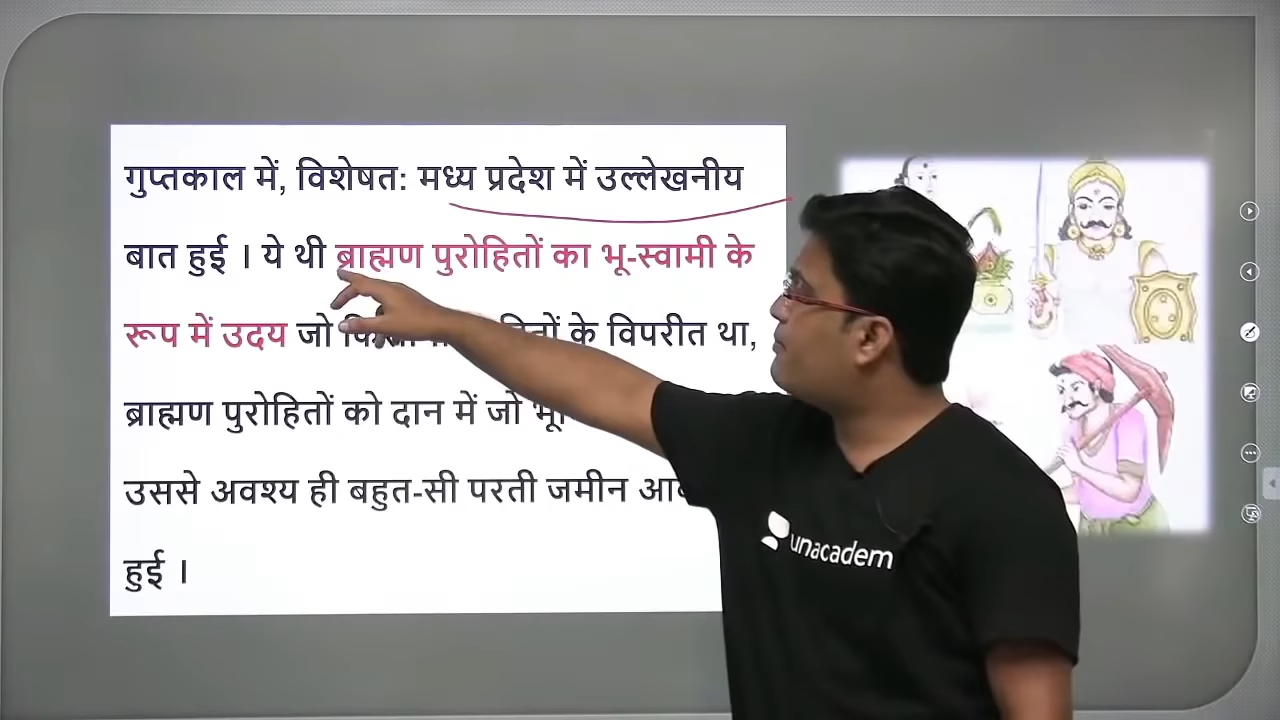 गुप्तकाल में, विशेषत: मध्य प्रदेश में उल्लेखनीय
बात हुई । ये थी ब्राह्मण पुरोहितों का भू-स्वामी के
रूप में उदय जो के विपरीत था,
ब्राह्मण पुरोहितों को दान में जो
उससे अवश्य ही बहुत-सी परती जमीन
हुई ।
unacadem